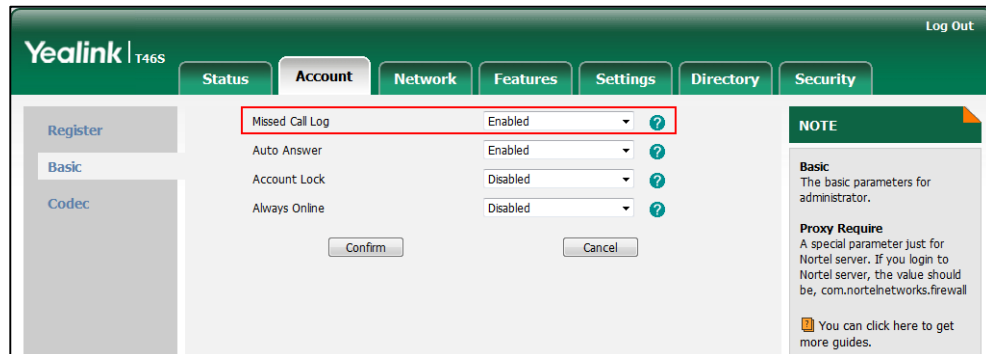 Log Out
Yealink T46S
Status Account Network Features Settings Directory Security
Register
Basic
Codec
Missed Call Log Enabled ?
Auto Answer Enabled ?
Account Lock Disabled ?
Always Online Disabled ?
Confirm Cancel
NOTE
Basic
The basic parameters for
administrator.
Proxy Require
A special parameter just for
Nortel server. If you login to
Nortel server, the value should
be, com.nortelnetworks.firewall
? You can click here to get
more guides.